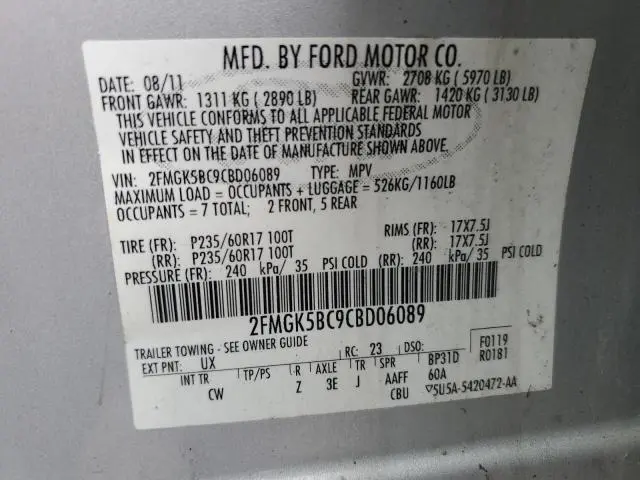 MFD. BY FORD MOTOR CO.
DATE: 08/11 GVWR: 2708 KG ( 5970 LB)
FRONT GAWR: 1311 KG ( 2890 LB) REAR GAWR: 1420 KG ( 3130 LB)
THIS VEHICLE CONFORMS TO ALL APPLICABLE FEDERAL MOTOR
VEHICLE SAFETY AND THEFT PREVENTION STANDARDS
IN EFFECT ON THE DATE OF MANUFACTURE SHOWN ABOVE.
VIN: 2FMGK5BC9CBD06089 TYPE: MPV
MAXIMUM LOAD = OCCUPANTS + LUGGAGE = 526KG/1160LB
OCCUPANTS = 7 TOTAL; 2 FRONT, 5 REAR
TIRE (FR): P235/60R17 100T RIMS (FR): 17X7.5J
(RR): P235/60R17 100T (RR): 17X7.5J
PRESSURE (FR): 240 kPa/ 35 PSI COLD (RR): 240 kPa/ 35 PSI COLD
2FMGK5BC9CBD06089
TRAILER TOWING - SEE OWNER GUIDE F0119
EXT PNT: UX RC: 23 DSO: BP31D R0181
INT TR TP/PS R AXLE TR SPR 60A
CW Z 3E J AAFF
CBU ▽5U5A-5420472-AA